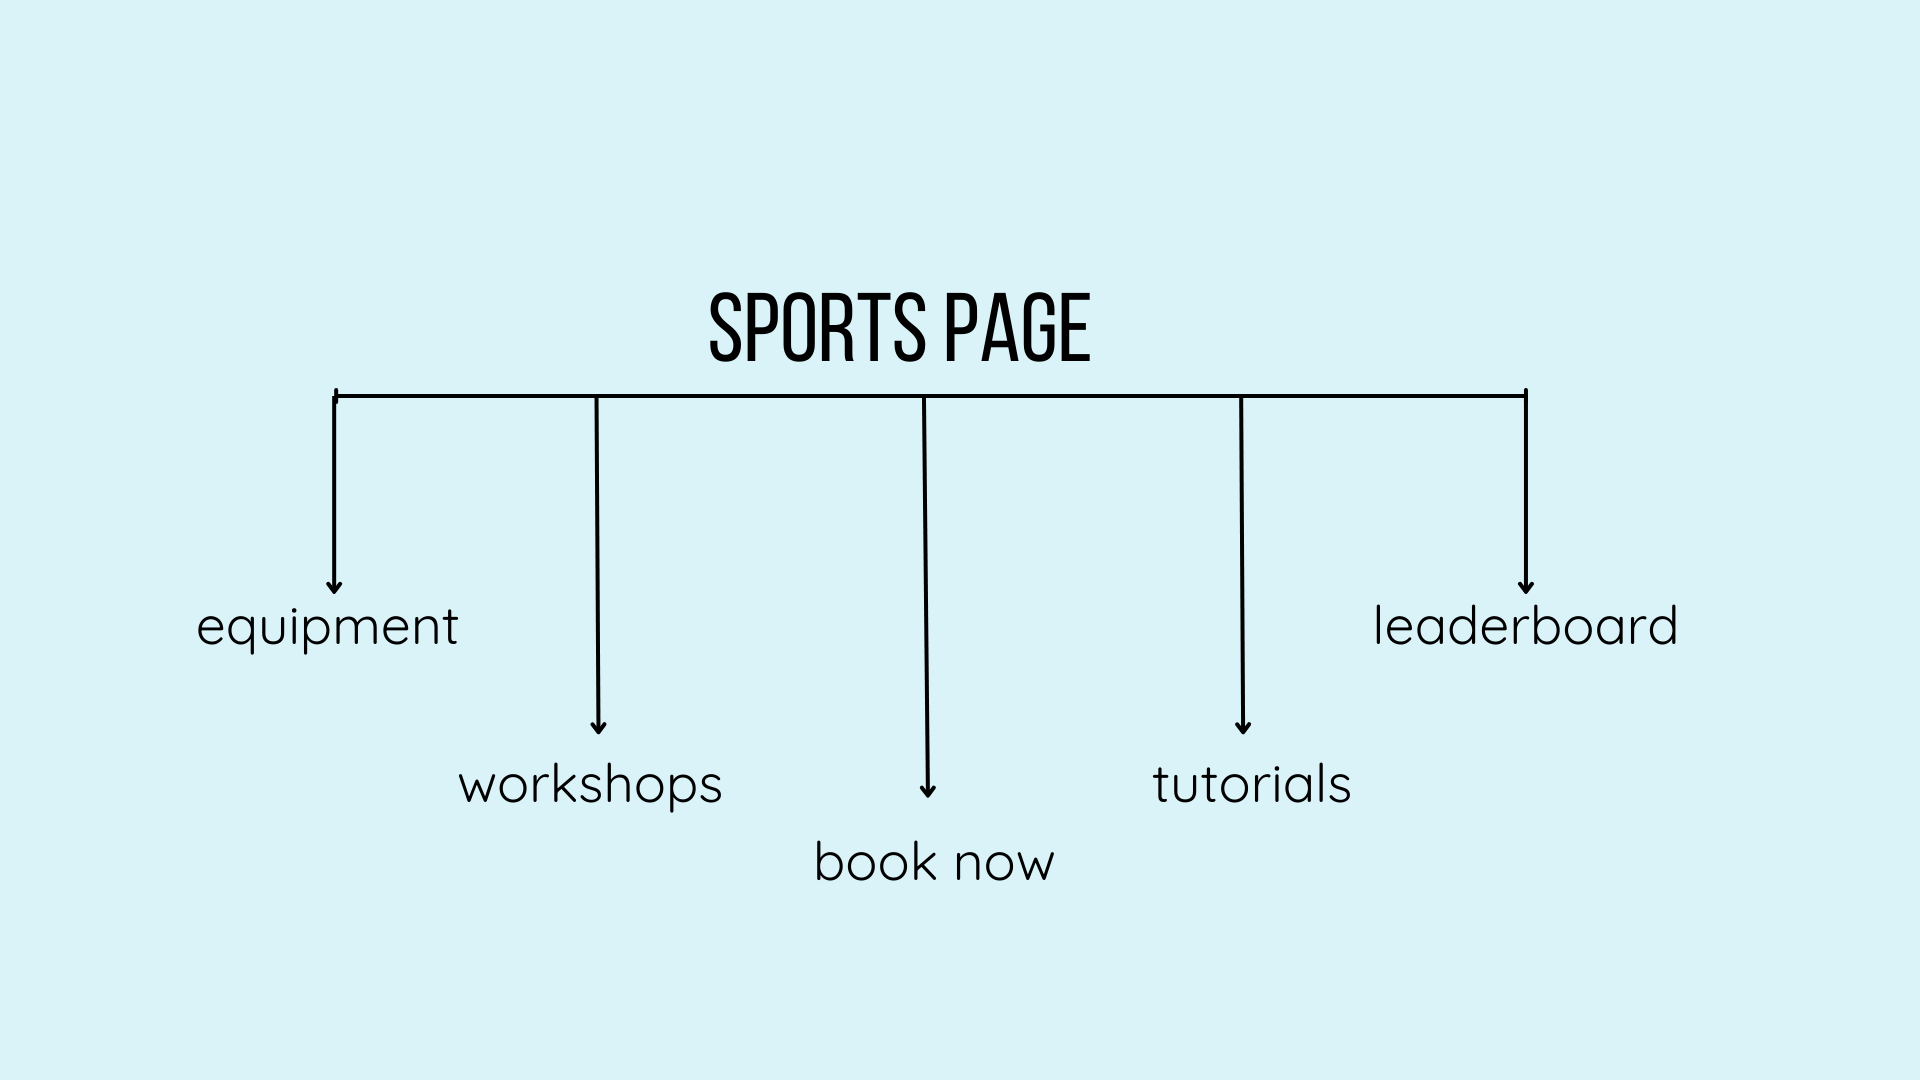 SPORTS PAGE
equipment
leaderboard
workshops
tutorials
book now